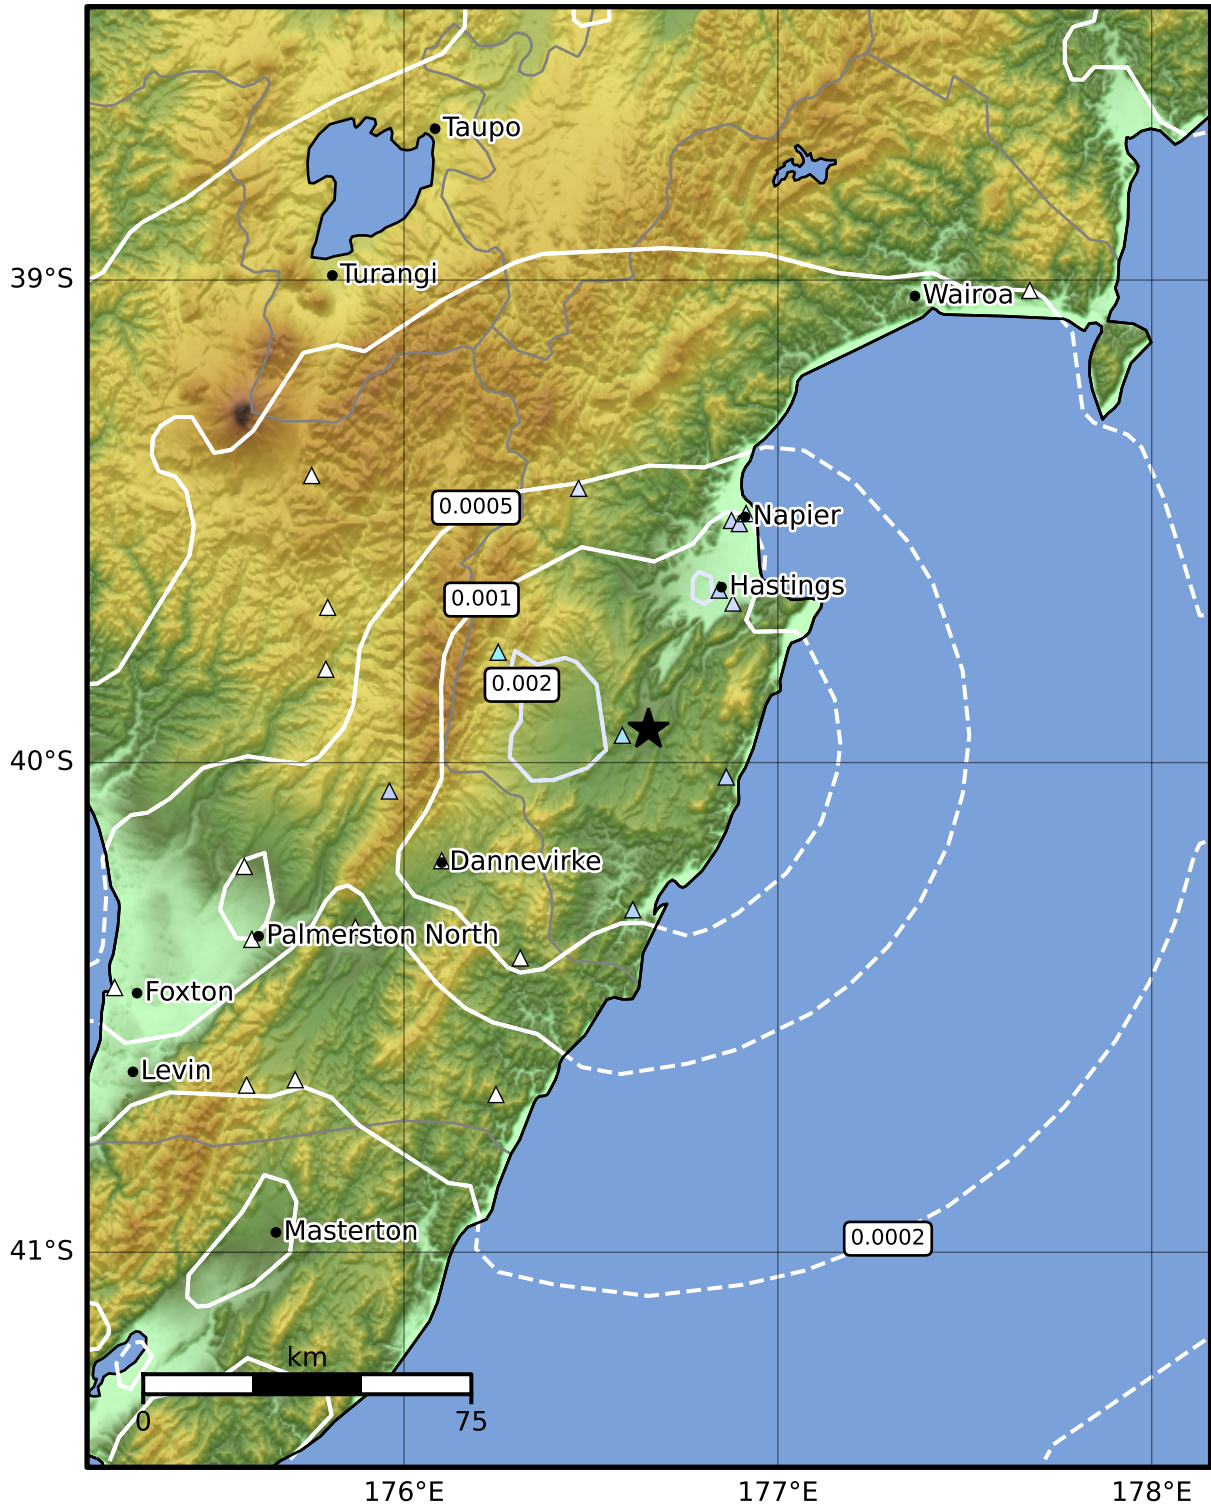 Taupo
39°S
Turangi
Wairoa
0.0005
Napier
Hastings
0.001
0.002
40°S
Dannevirke
Palmerston North
Foxton
Levin
Masterton
0.0002
41°S
km
0
75
176°E
177°E
178°E